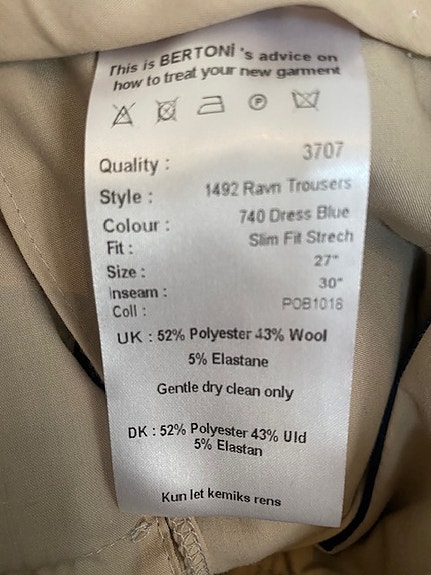 This is BERTONI's advice on
how to treat your new garment
P
Quality : 3707
Style : 1492 Ravn Trousers
Colour : 740 Dress Blue
Fit : Slim Fit Strech
Size : 27"
Inseam : 30"
Coll : POB1018
UK : 52% Polyester 43% Wool
5% Elastane
Gentle dry clean only
DK : 52% Polyester 43% Uld
5% Elastan
Kun let kemiks rens